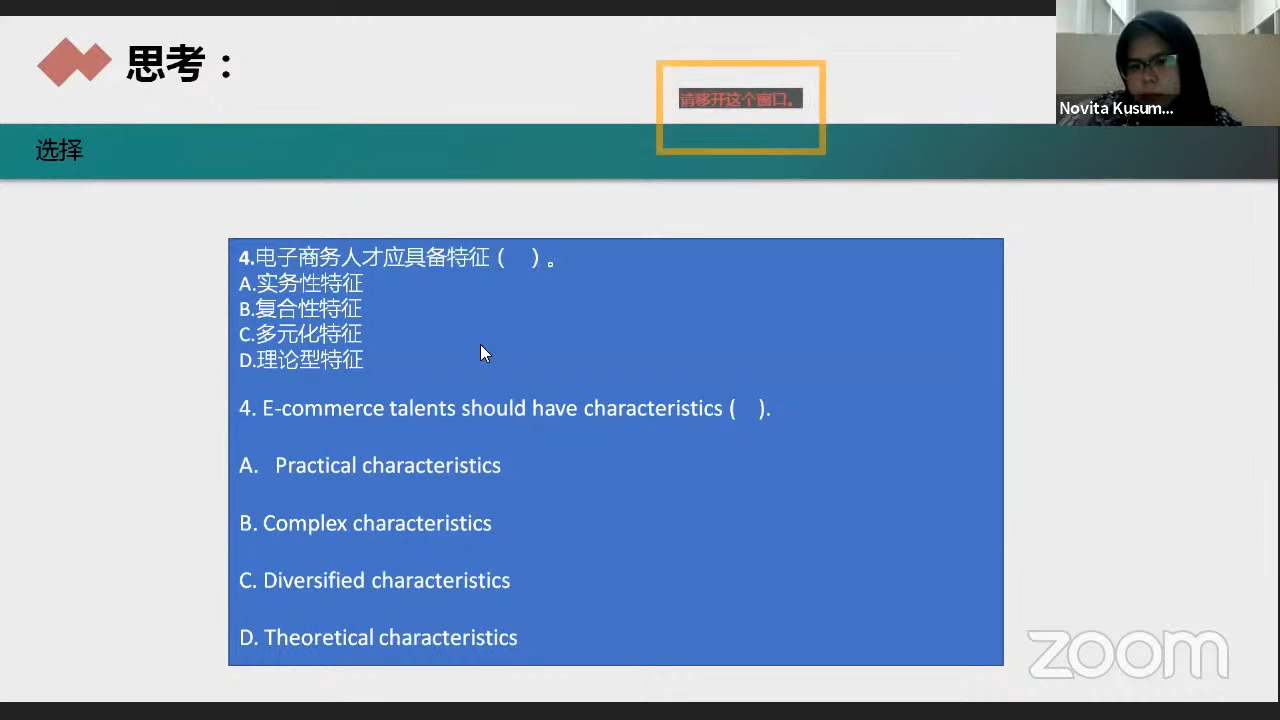 思考：
请移开这个窗口。
Novita Kusum...
选择
4.电子商务人才应具备特征 (    ) 。
A.实务性特征
B.复合性特征
C.多元化特征
D.理论型特征
4. E-commerce talents should have characteristics (    ).
A.   Practical characteristics
B. Complex characteristics
C. Diversified characteristics
D. Theoretical characteristics
zoom